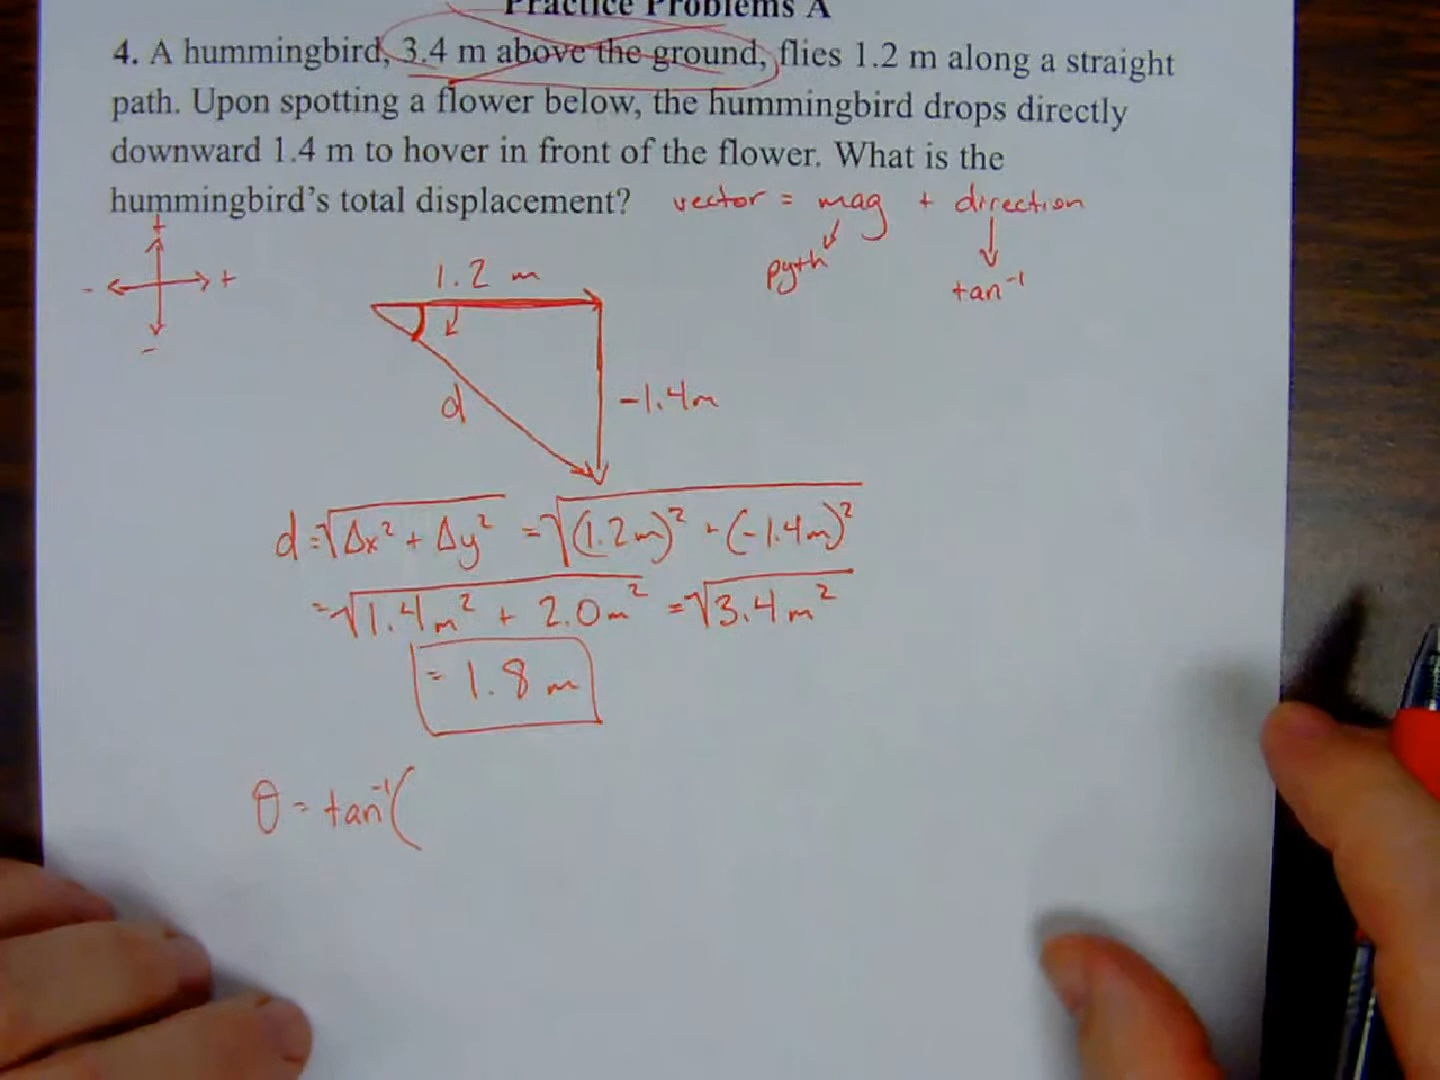 Practice Problems A
4. A hummingbird, 3.4 m above the ground, flies 1.2 m along a straight
path. Upon spotting a flower below, the hummingbird drops directly
downward 1.4 m to hover in front of the flower. What is the
hummingbird's total displacement? vector = mag + direction
pyth
tan⁻¹
+
- +
-
1.2 m
d
-1.4m
d = √Δx² + Δy² = √(1.2m)² + (-1.4m)²
= √1.4m² + 2.0m² = √3.4m²
= 1.8 m
θ = tan⁻¹(